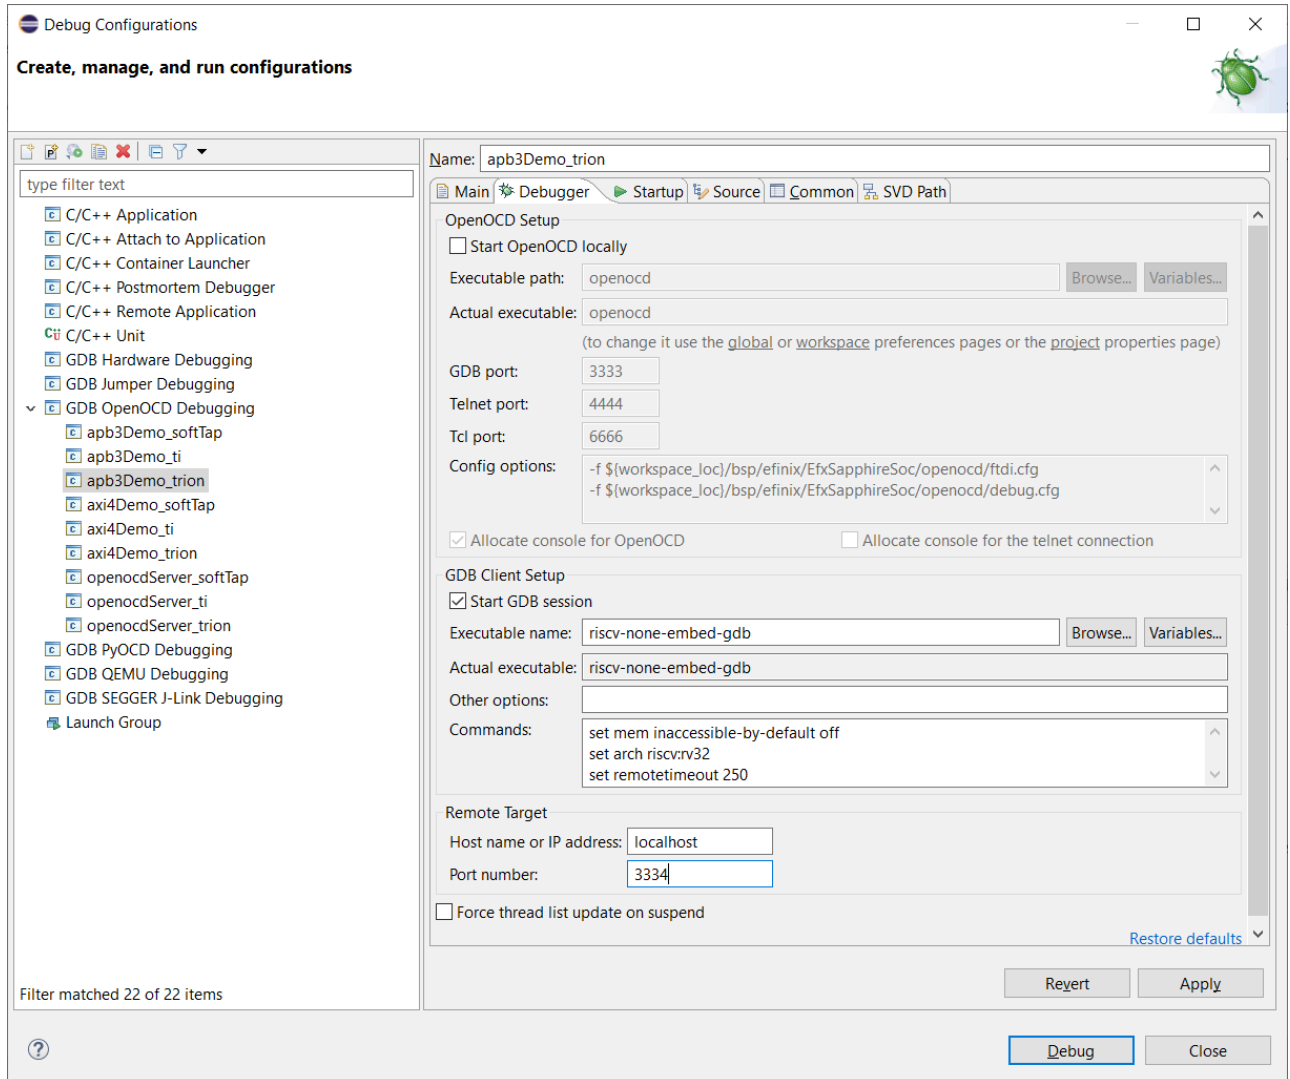 Debug Configurations
Create, manage, and run configurations
type filter text
C/C++ Application
C/C++ Attach to Application
C/C++ Container Launcher
C/C++ Postmortem Debugger
C/C++ Remote Application
C/C++ Unit
GDB Hardware Debugging
GDB Jumper Debugging
GDB OpenOCD Debugging
apb3Demo_softTap
apb3Demo_ti
apb3Demo_trion
axi4Demo_softTap
axi4Demo_ti
axi4Demo_trion
openocdServer_softTap
openocdServer_ti
openocdServer_trion
GDB PyOCD Debugging
GDB QEMU Debugging
GDB SEGGER J-Link Debugging
Launch Group
Filter matched 22 of 22 items
Name: apb3Demo_trion
Main Debugger Startup Source Common SVD Path
OpenOCD Setup
Start OpenOCD locally
Executable path: openocd Browse... Variables...
Actual executable: openocd
(to change it use the global or workspace preferences pages or the project properties page)
GDB port: 3333
Telnet port: 4444
Tcl port: 6666
Config options: -f ${workspace_loc}/bsp/efinix/EfxSapphireSoc/openocd/ftdi.cfg
-f ${workspace_loc}/bsp/efinix/EfxSapphireSoc/openocd/debug.cfg
Allocate console for OpenOCD Allocate console for the telnet connection
GDB Client Setup
Start GDB session
Executable name: riscv-none-embed-gdb Browse... Variables...
Actual executable: riscv-none-embed-gdb
Other options:
Commands: set mem inaccessible-by-default off
set arch riscv:rv32
set remotetimeout 250
Remote Target
Host name or IP address: localhost
Port number: 3334
Force thread list update on suspend
Restore defaults
Revert Apply
Debug Close